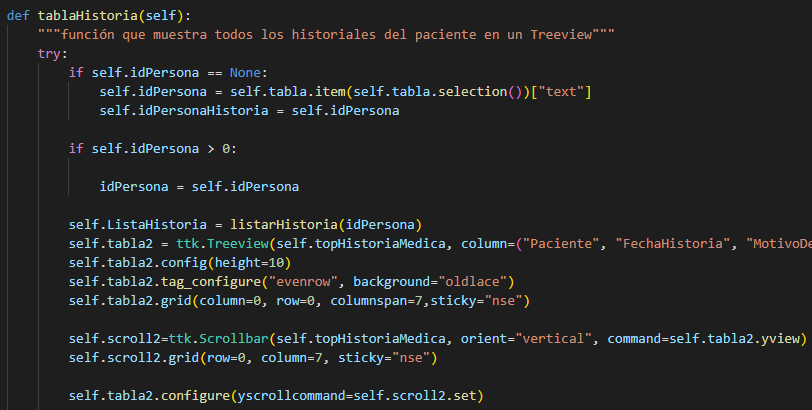 def tablaHistoria(self):
    """función que muestra todos los historiales del paciente en un Treeview"""
    try:
        if self.idPersona == None:
            self.idPersona = self.tabla.item(self.tabla.selection())["text"]
            self.idPersonaHistoria = self.idPersona
        if self.idPersona > 0:
            idPersona = self.idPersona
        self.ListaHistoria = listarHistoria(idPersona)
        self.tabla2 = ttk.Treeview(self.topHistoriaMedica, column=("Paciente", "FechaHistoria", "MotivoDe
        self.tabla2.config(height=10)
        self.tabla2.tag_configure("evenrow", background="oldlace")
        self.tabla2.grid(column=0, row=0, columnspan=7,sticky="nse")
        self.scroll2=ttk.Scrollbar(self.topHistoriaMedica, orient="vertical", command=self.tabla2.yview)
        self.scroll2.grid(row=0, column=7, sticky="nse")
        self.tabla2.configure(yscrollcommand=self.scroll2.set)